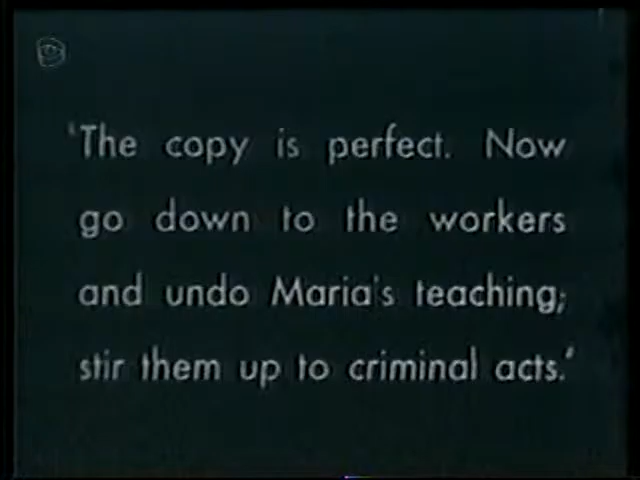 'The copy is perfect. Now
go down to the workers
and undo Maria's teaching;
stir them up to criminal acts.'